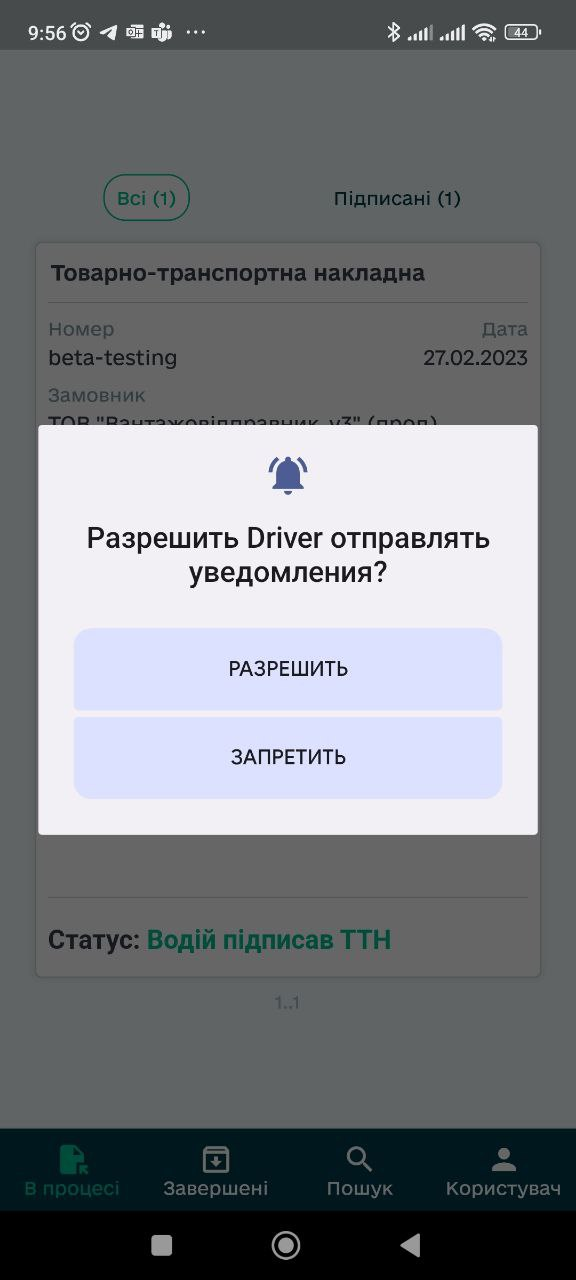 9:56
44
Всі (1)
Підписані (1)
Товарно-транспортна накладна
Номер
Дата
beta-testing
27.02.2023
Замовник
ТОВ "Вантажовідправник_v3" (прод)
Разрешить Driver отправлять
уведомления?
РАЗРЕШИТЬ
ЗАПРЕТИТЬ
Статус: Водій підписав ТТН
1..1
В процесі
Завершені
Пошук
Користувач